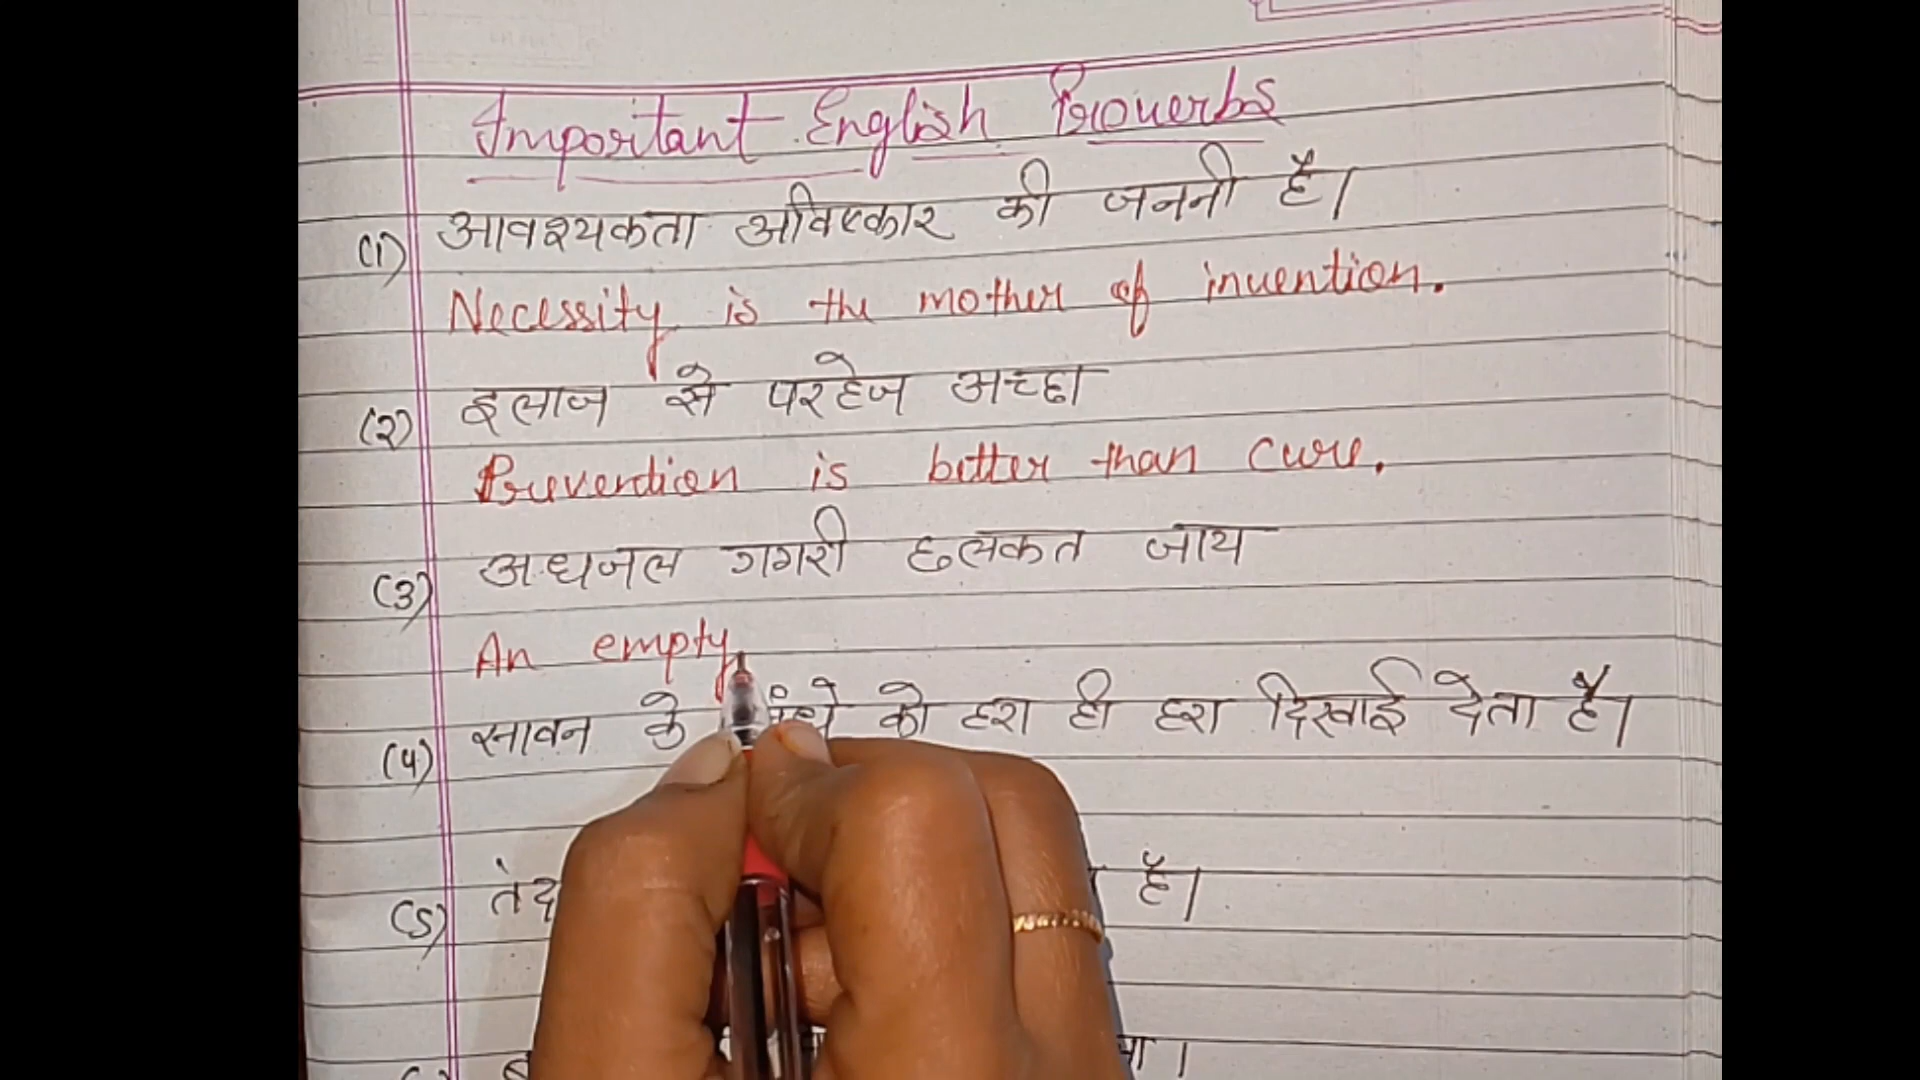 Important English Proverbs
(1) आवश्यकता अविष्कार की जननी है।
Necessity is the mother of invention.
(2) इलाज से परहेज अच्छा
Prevention is better than cure.
(3) अधजल गगरी छलकत जाय
An empty
(4) सावन के को हरा ही हरा दिखाई देता है।
(5) है।